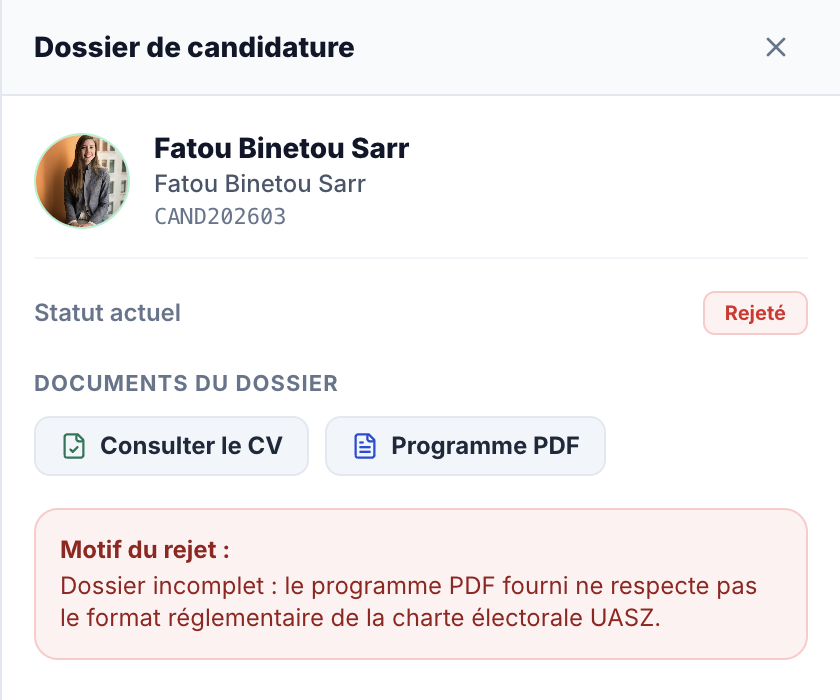 Dossier de candidature
Fatou Binetou Sarr
Fatou Binetou Sarr
CAND202603
Statut actuel
Rejeté
DOCUMENTS DU DOSSIER
Consulter le CV
Programme PDF
Motif du rejet :
Dossier incomplet : le programme PDF fourni ne respecte pas
le format réglementaire de la charte électorale UASZ.